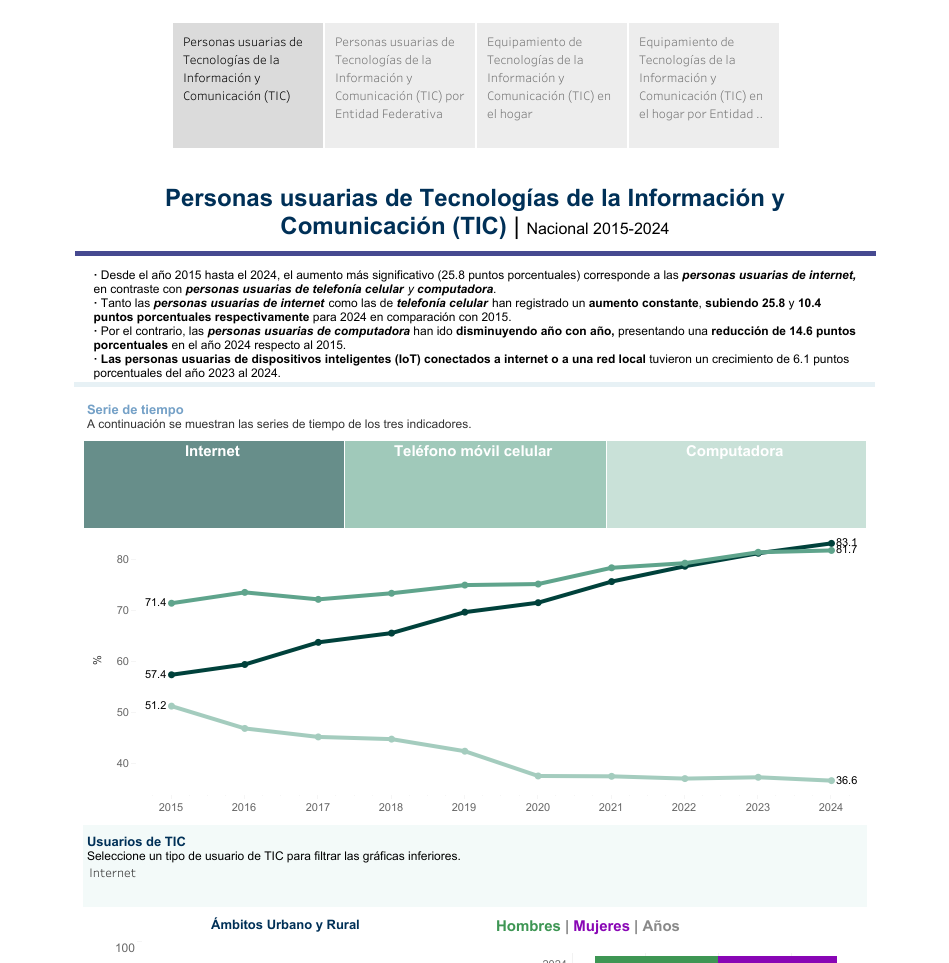 Personas usuarias de
Tecnologías de la
Información y
Comunicación (TIC)
Personas usuarias de
Tecnologías de la
Información y
Comunicación (TIC) por
Entidad Federativa
Equipamiento de
Tecnologías de la
Información y
Comunicación (TIC) en
el hogar
Equipamiento de
Tecnologías de la
Información y
Comunicación (TIC) en
el hogar por Entidad ..
Personas usuarias de Tecnologías de la Información y
Comunicación (TIC) | Nacional 2015-2024
· Desde el año 2015 hasta el 2024, el aumento más significativo (25.8 puntos porcentuales) corresponde a las personas usuarias de internet,
en contraste con personas usuarias de telefonía celular y computadora.
· Tanto las personas usuarias de internet como las de telefonía celular han registrado un aumento constante, subiendo 25.8 y 10.4
puntos porcentuales respectivamente para 2024 en comparación con 2015.
· Por el contrario, las personas usuarias de computadora han ido disminuyendo año con año, presentando una reducción de 14.6 puntos
porcentuales en el año 2024 respecto al 2015.
· Las personas usuarias de dispositivos inteligentes (IoT) conectados a internet o a una red local tuvieron un crecimiento de 6.1 puntos
porcentuales del año 2023 al 2024.
Serie de tiempo
A continuación se muestran las series de tiempo de los tres indicadores.
Internet Teléfono móvil celular Computadora
83.1
81.7
80
71.4
70
%
60
57.4
51.2
50
40
36.6
2015 2016 2017 2018 2019 2020 2021 2022 2023 2024
Usuarios de TIC
Seleccione un tipo de usuario de TIC para filtrar las gráficas inferiores.
Internet
Ámbitos Urbano y Rural
Hombres | Mujeres | Años
100
2024